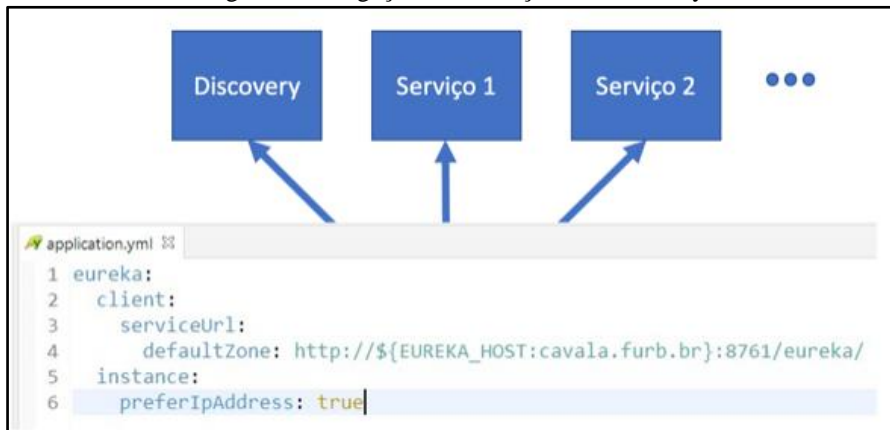 Discovery
Serviço 1
Serviço 2
application.yml
1 eureka:
2   client:
3     serviceUrl:
4       defaultZone: http://${EUREKA_HOST:cavala.furb.br}:8761/eureka/
5   instance:
6     preferIpAddress: true